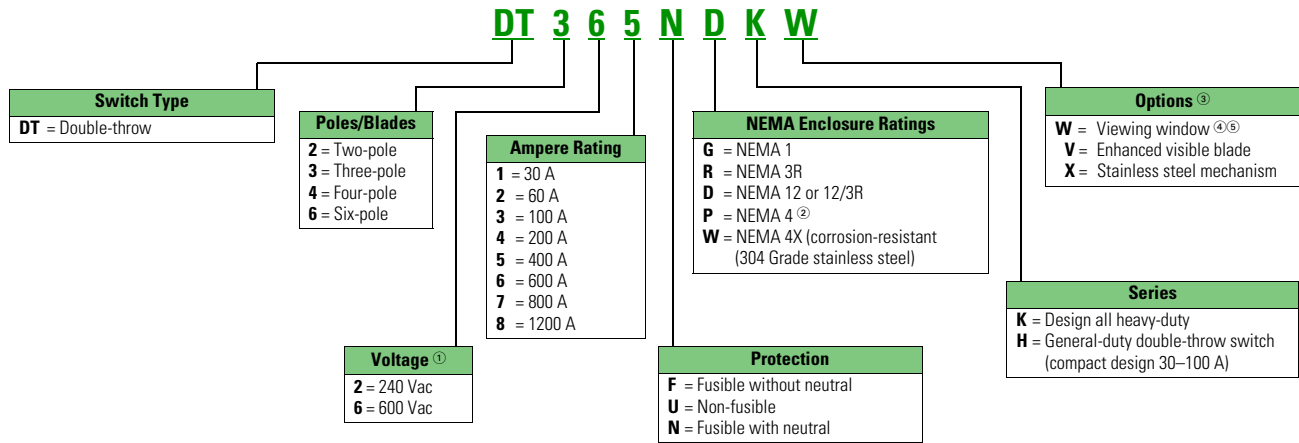 DT 3 6 5 N D K W
Switch Type
DT = Double-throw
Poles/Blades
2 = Two-pole
3 = Three-pole
4 = Four-pole
6 = Six-pole
Voltage ①
2 = 240 Vac
6 = 600 Vac
Ampere Rating
1 = 30 A
2 = 60 A
3 = 100 A
4 = 200 A
5 = 400 A
6 = 600 A
7 = 800 A
8 = 1200 A
Protection
F = Fusible without neutral
U = Non-fusible
N = Fusible with neutral
NEMA Enclosure Ratings
G = NEMA 1
R = NEMA 3R
D = NEMA 12 or 12/3R
P = NEMA 4 ②
W = NEMA 4X (corrosion-resistant
(304 Grade stainless steel)
Series
K = Design all heavy-duty
H = General-duty double-throw switch
(compact design 30–100 A)
Options ③
W = Viewing window ④⑤
V = Enhanced visible blade
X = Stainless steel mechanism